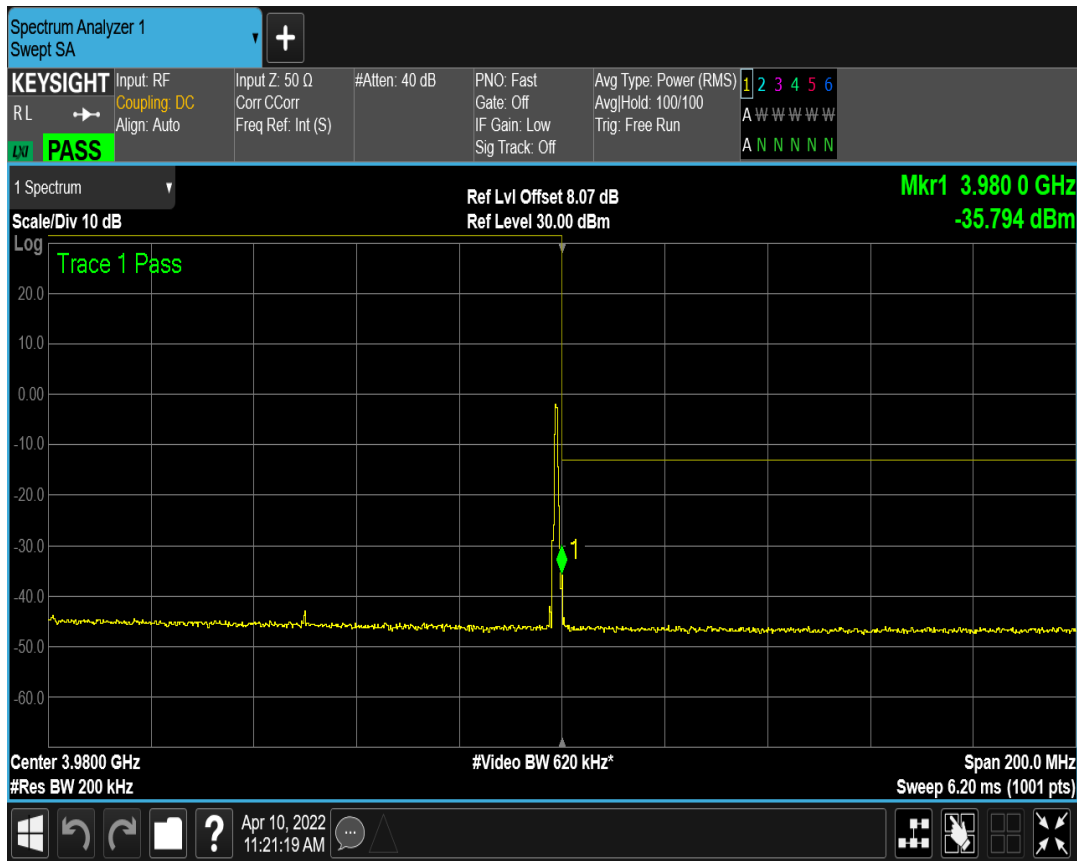 Spectrum Analyzer 1
Swept SA
+
KEYSIGHT
RL
LXI PASS
Input: RF
Coupling: DC
Align: Auto
Input Z: 50 Ω
Corr CCorr
Freq Ref: Int (S)
#Atten: 40 dB
PNO: Fast
Gate: Off
IF Gain: Low
Sig Track: Off
Avg Type: Power (RMS)
Avg|Hold: 100/100
Trig: Free Run
1 2 3 4 5 6
A W W W W W
A N N N N N
1 Spectrum
Scale/Div 10 dB
Ref Lvl Offset 8.07 dB
Ref Level 30.00 dBm
Mkr1 3.980 0 GHz
-35.794 dBm
Log
Trace 1 Pass
20.0
10.0
0.00
-10.0
-20.0
-30.0
-40.0
-50.0
-60.0
1
Center 3.9800 GHz
#Res BW 200 kHz
#Video BW 620 kHz*
Span 200.0 MHz
Sweep 6.20 ms (1001 pts)
?
Apr 10, 2022
11:21:19 AM